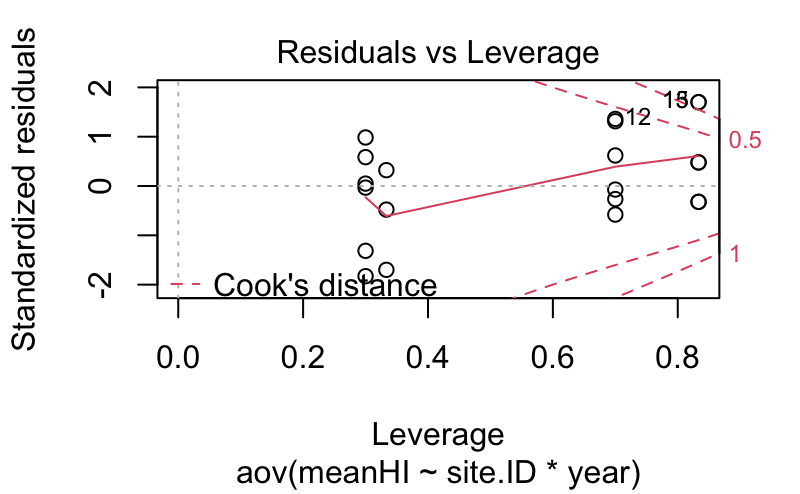 Residuals vs Leverage
Standardized residuals
2
1
0
-2
12
0.5
1
Cook's distance
0.0 0.2 0.4 0.6 0.8
Leverage
aov(meanHI ~ site.ID * year)